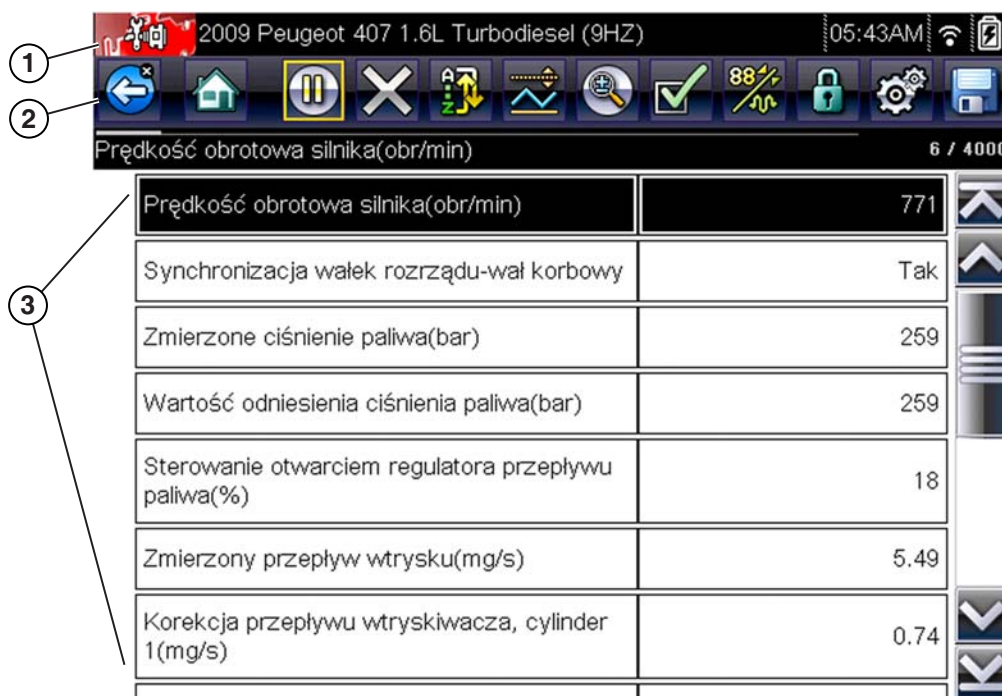 1
2009 Peugeot 407 1.6L Turbodiesel (9HZ)
05:43AM
2
Prędkość obrotowa silnika(obr/min)
6 / 4000
3
Prędkość obrotowa silnika(obr/min)
771
Synchronizacja wałek rozrządu-wał korbowy
Tak
Zmierzone ciśnienie paliwa(bar)
259
Wartość odniesienia ciśnienia paliwa(bar)
259
Sterowanie otwarciem regulatora przepływu
paliwa(%)
18
Zmierzony przepływ wtrysku(mg/s)
5.49
Korekcja przepływu wtryskiwacza, cylinder
1(mg/s)
0.74